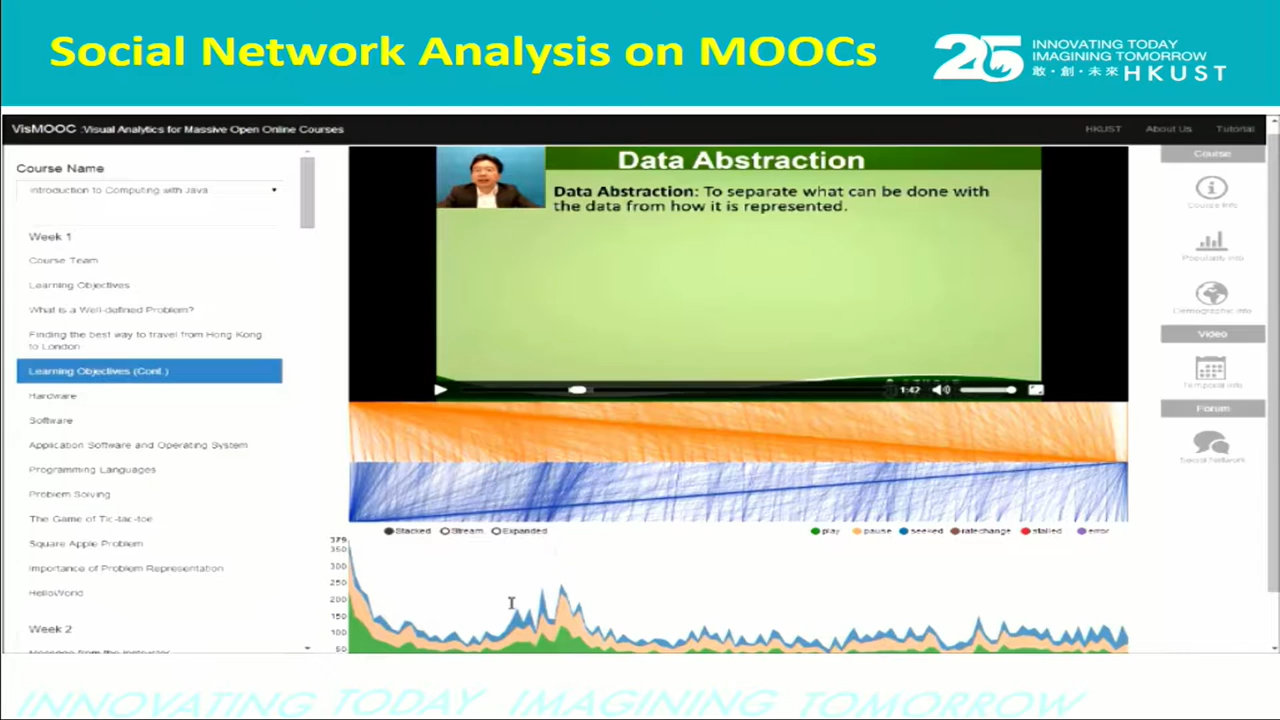 Social Network Analysis on MOOCs
25
INNOVATING TODAY
IMAGINING TOMORROW
敢·創·未來 HKUST
VisMOOC :Visual Analytics for Massive Open Online Courses
HKUST
About Us
Tutorial
Course Name
Introduction to Computing with Java
Week 1
Course Team
Learning Objectives
What is a Well-defined Problem?
Finding the best way to travel from Hong Kong
to London
Learning Objectives (Cont.)
Hardware
Software
Application Software and Operating System
Programming Languages
Problem Solving
The Game of Tic-tac-toe
Square Apple Problem
Importance of Problem Representation
HelloWorld
Week 2
Message from the Instructor
Data Abstraction
Data Abstraction: To separate what can be done with
the data from how it is represented.
1:47
Stacked
Stream
Expanded
play
pause
seeked
ratechange
stalled
error
379
350
300
250
200
150
100
50
Course
Course Info
Popularity Info
Demographic Info
Video
Temporal Info
Forum
Social Network
INNOVATING TODAY IMAGINING TOMORROW